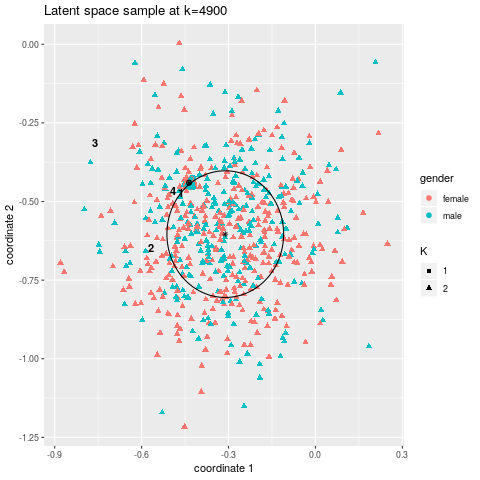 Latent space sample at k=4900
0.00
-0.25
-0.50
-0.75
-1.00
-1.25
coordinate 2
3
4 1
2
-0.9 -0.6 -0.3 0.0 0.3
coordinate 1
gender
female
male
K
1
2